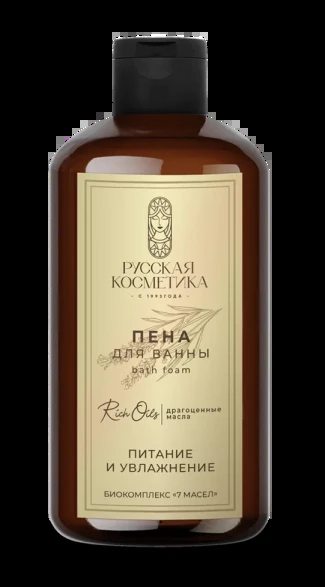 РУССКАЯ
КОСМЕТИКА
· С 1993 ГОДА ·
ПЕНА
ДЛЯ ВАННЫ
bath foam
Rich Oils | драгоценные
масла
ПИТАНИЕ
И УВЛАЖНЕНИЕ
БИОКОМПЛЕКС «7 МАСЕЛ»